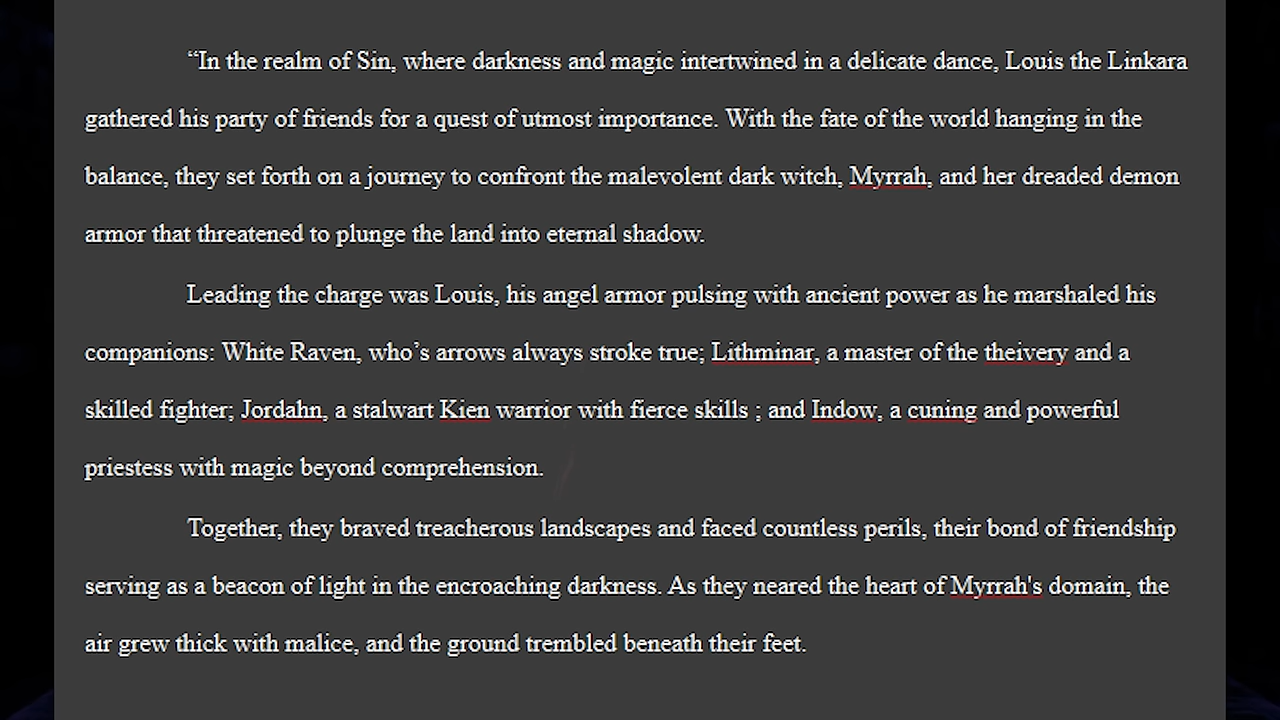 “In the realm of Sin, where darkness and magic intertwined in a delicate dance, Louis the Linkara
gathered his party of friends for a quest of utmost importance. With the fate of the world hanging in the
balance, they set forth on a journey to confront the malevolent dark witch, Myrrah, and her dreaded demon
armor that threatened to plunge the land into eternal shadow.
Leading the charge was Louis, his angel armor pulsing with ancient power as he marshaled his
companions: White Raven, who’s arrows always stroke true; Lithminar, a master of the theivery and a
skilled fighter; Jordahn, a stalwart Kien warrior with fierce skills ; and Indow, a cuning and powerful
priestess with magic beyond comprehension.
Together, they braved treacherous landscapes and faced countless perils, their bond of friendship
serving as a beacon of light in the encroaching darkness. As they neared the heart of Myrrah's domain, the
air grew thick with malice, and the ground trembled beneath their feet.